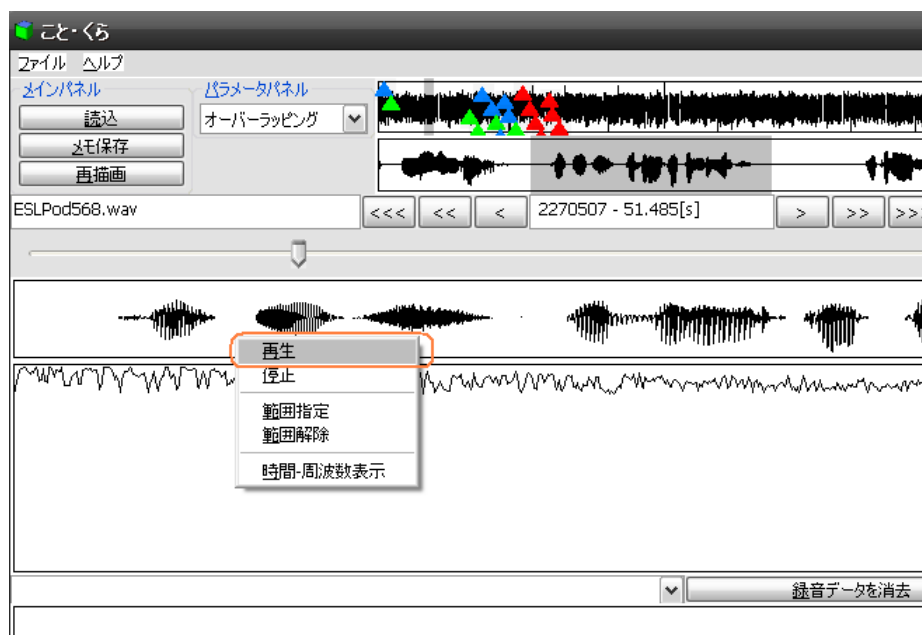 こと・くら
ファイル ヘルプ
メインパネル
読込
メモ保存
再描画
パラメータパネル
オーバーラッピング
ESLPod568.wav
<<< << < 2270507 - 51.485[s] > >> >>
再生
停止
範囲指定
範囲解除
時間-周波数表示
録音データを消去